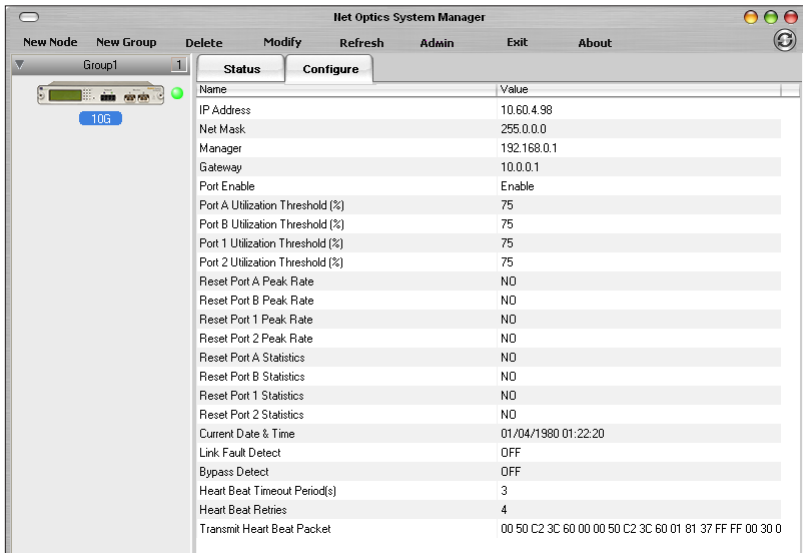 Net Optics System Manager
New Node New Group Delete Modify Refresh Admin Exit About
Group1 1
10G
Status Configure
Name Value
IP Address 10.60.4.98
Net Mask 255.0.0.0
Manager 192.168.0.1
Gateway 10.0.0.1
Port Enable Enable
Port A Utilization Threshold (%) 75
Port B Utilization Threshold (%) 75
Port 1 Utilization Threshold (%) 75
Port 2 Utilization Threshold (%) 75
Reset Port A Peak Rate NO
Reset Port B Peak Rate NO
Reset Port 1 Peak Rate NO
Reset Port 2 Peak Rate NO
Reset Port A Statistics NO
Reset Port B Statistics NO
Reset Port 1 Statistics NO
Reset Port 2 Statistics NO
Current Date & Time 01/04/1980 01:22:20
Link Fault Detect OFF
Bypass Detect OFF
Heart Beat Timeout Period(s) 3
Heart Beat Retries 4
Transmit Heart Beat Packet 00 50 C2 3C 60 00 00 50 C2 3C 60 01 81 37 FF FF 00 30 0